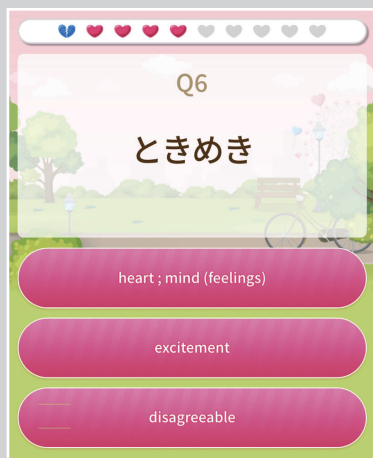 Q6
ときめき
heart ; mind (feelings)
excitement
disagreeable